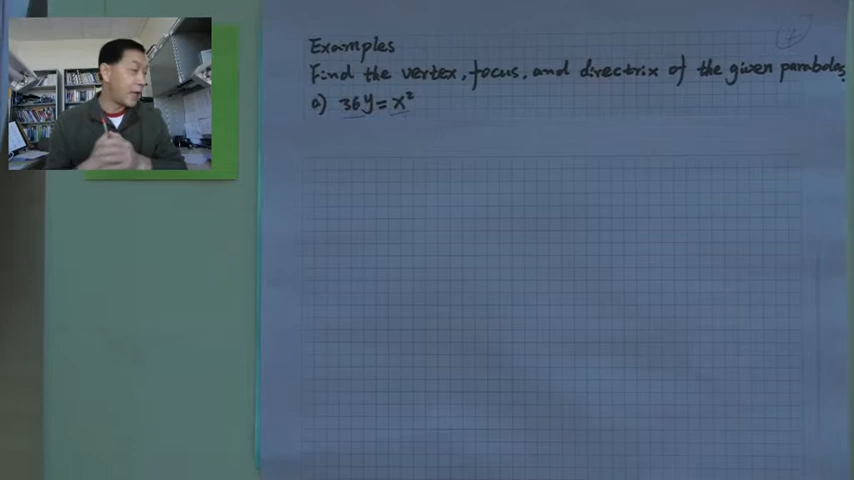 Examples
Find the vertex, focus, and directrix of the given parabolas
a) 36y = x²